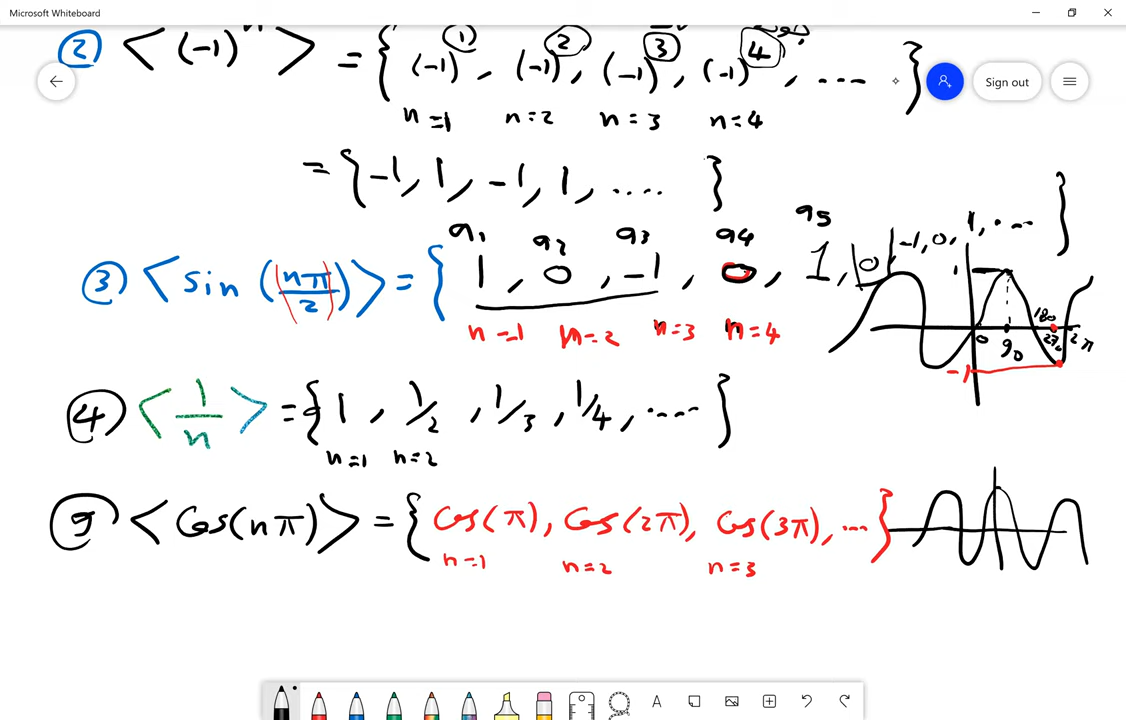 Microsoft Whiteboard
② < (-1)^n > = { (-1)^①, (-1)^②, (-1)^③, (-1)^④, .... }
n=1 n=2 n=3 n=4
Sign out
= { -1, 1, -1, 1, .... }
a1 a2 a3 a4 a5
③ < sin (nπ/2) > = { 1, 0, -1, 0, 1, 0, -1, 0, 1, .... }
n=1 n=2 n=3 n=4
1 0 90 180 270 2π
-1
④ < 1/n > = { 1, 1/2, 1/3, 1/4, .... }
n=1 n=2
⑤ < Cos(nπ) > = { Cos(π), Cos(2π), Cos(3π), ... }
n=1 n=2 n=3
A